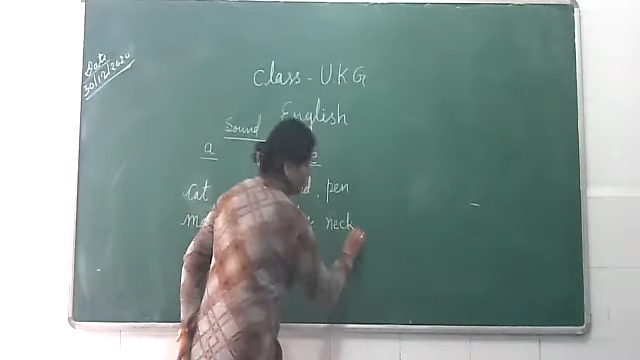 Date
30/12/2020
Class - UKG
English
Sound
a e
cat, pen
neck